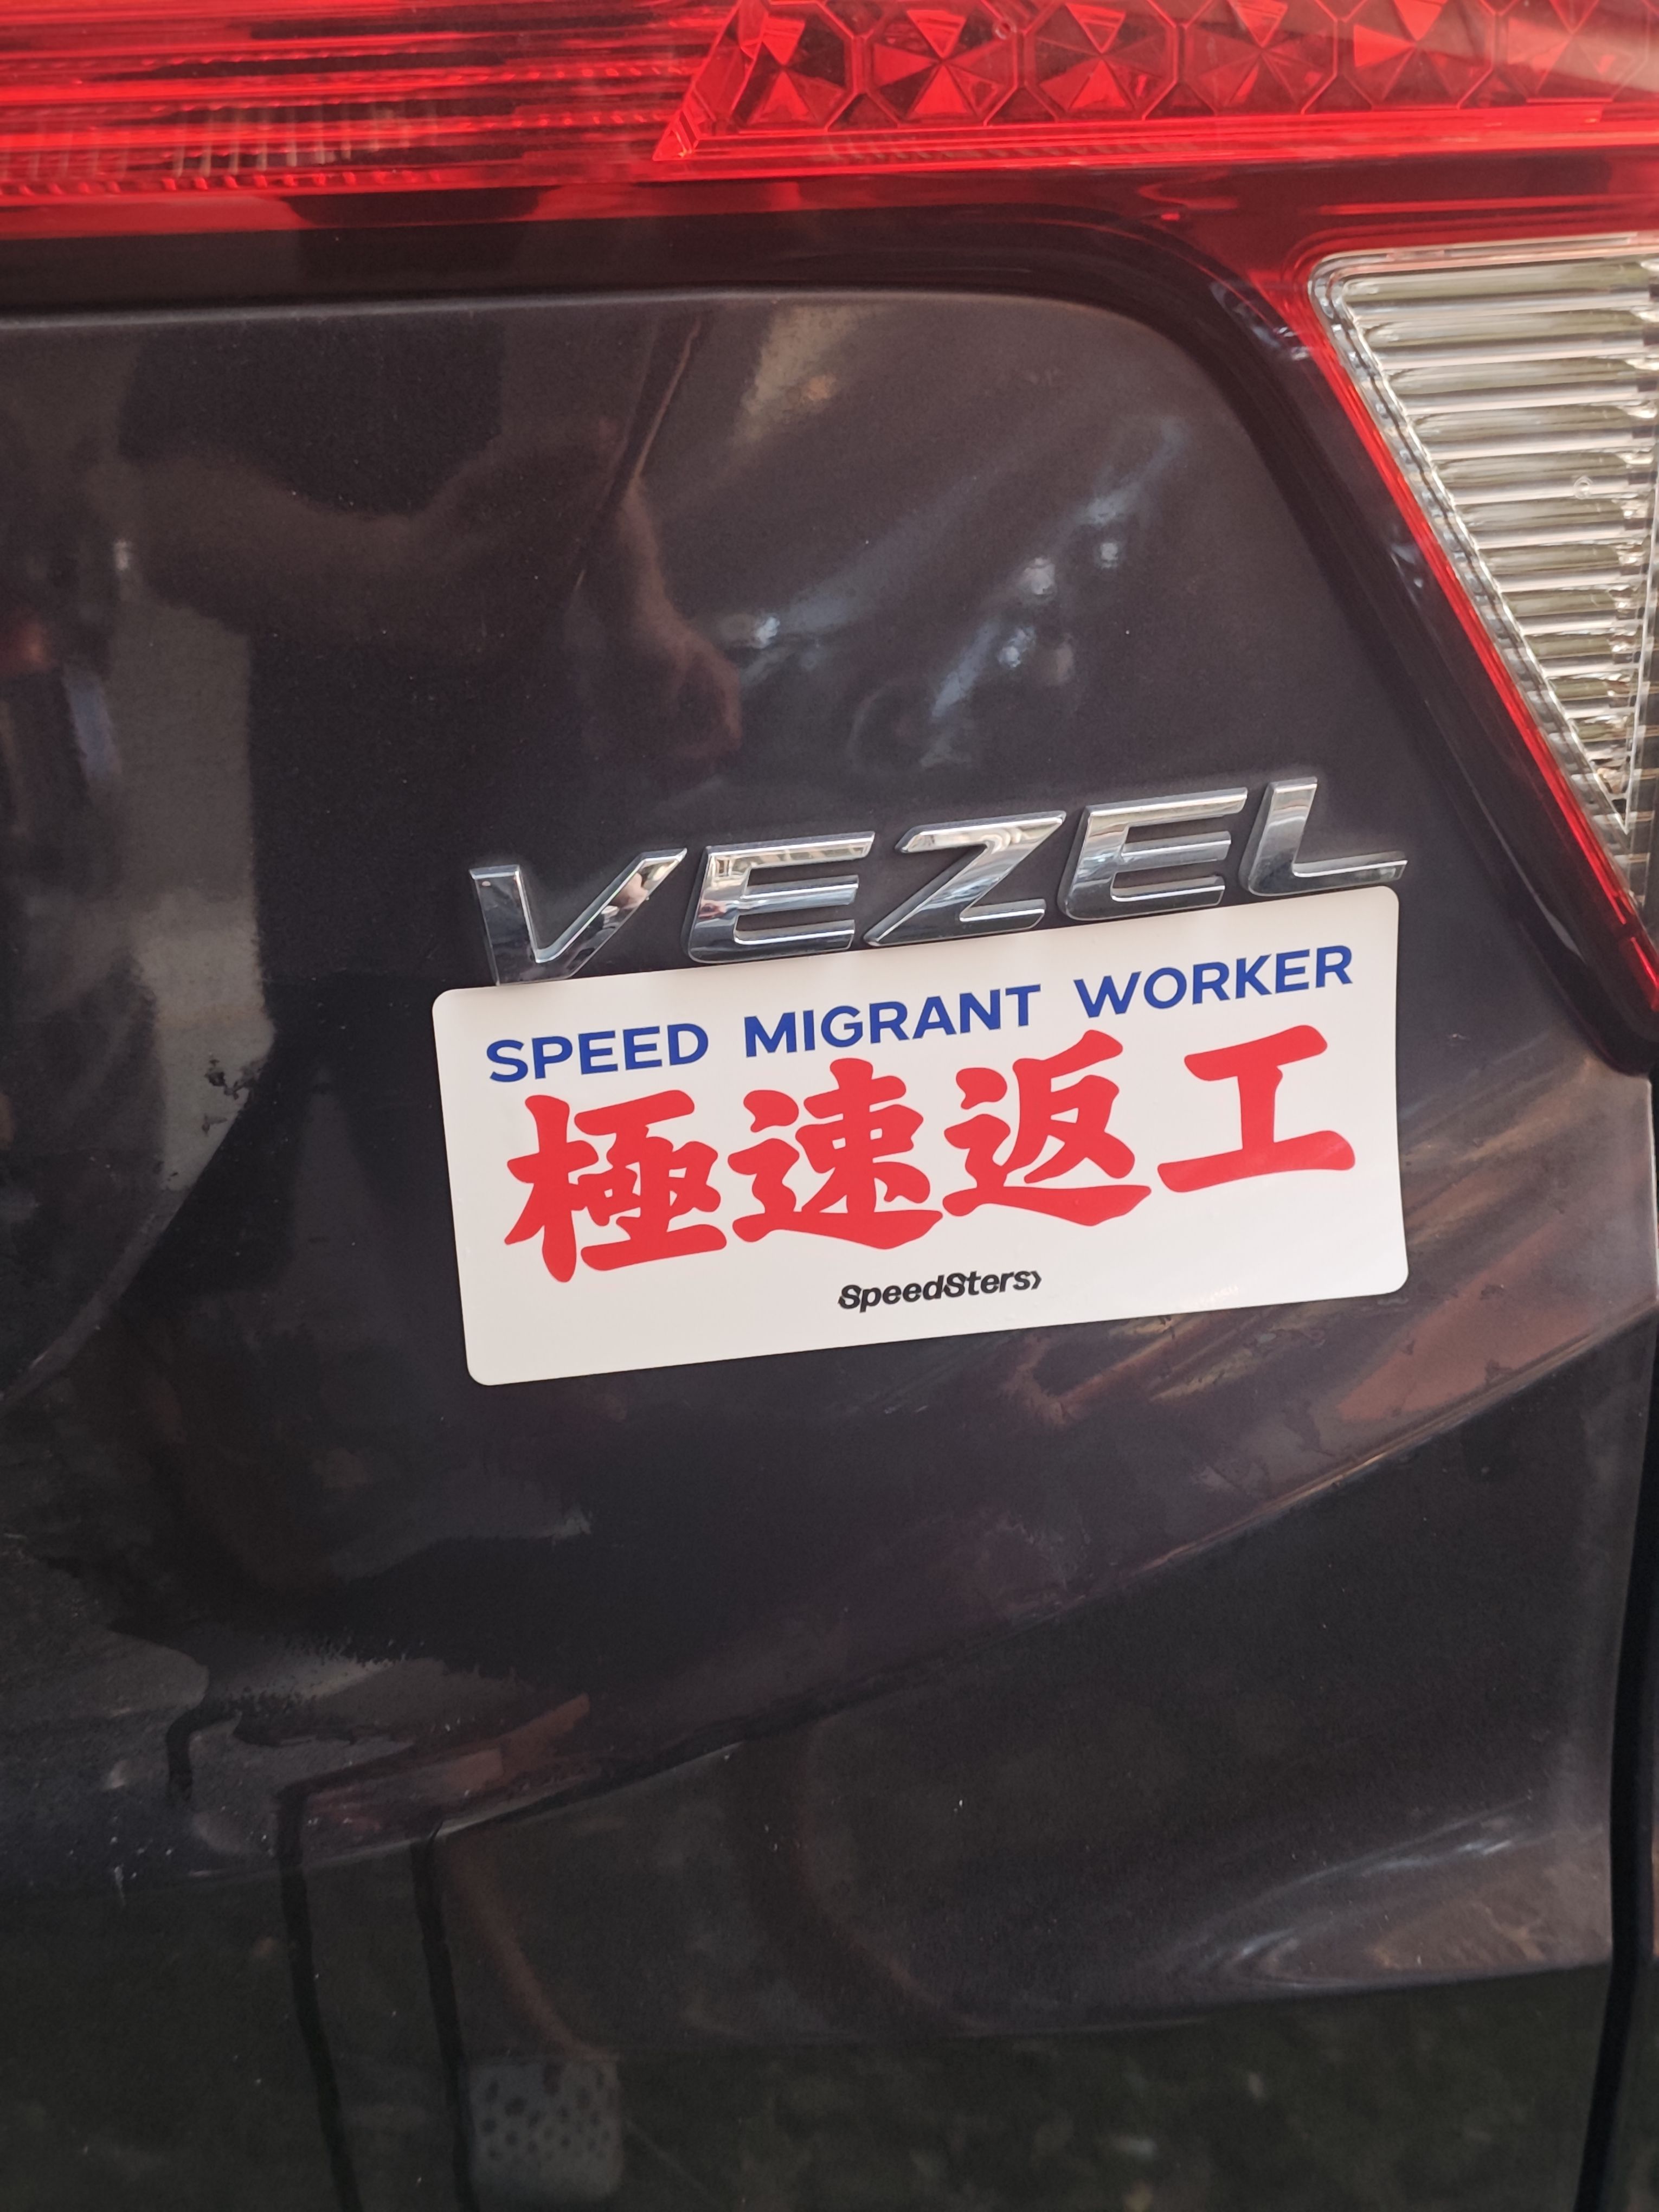 VEZEL
SPEED MIGRANT WORKER
極速返工
SpeedSters